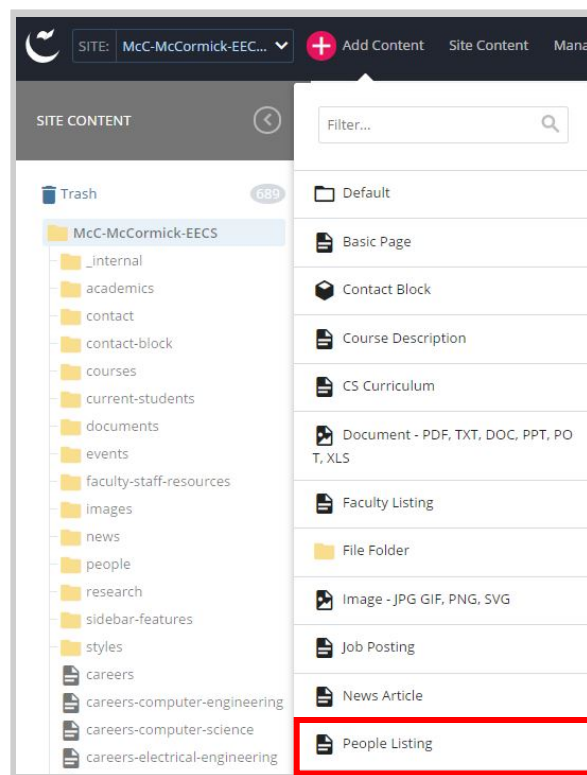 SITE: McC-McCormick-EEC... Add Content Site Content Mana
SITE CONTENT
Trash 689
McC-McCormick-EECS
_internal
academics
contact
contact-block
courses
current-students
documents
events
faculty-staff-resources
images
news
people
research
sidebar-features
styles
careers
careers-computer-engineering
careers-computer-science
careers-electrical-engineering
Filter...
Default
Basic Page
Contact Block
Course Description
CS Curriculum
Document - PDF, TXT, DOC, PPT, PO
T, XLS
Faculty Listing
File Folder
Image - JPG GIF, PNG, SVG
Job Posting
News Article
People Listing